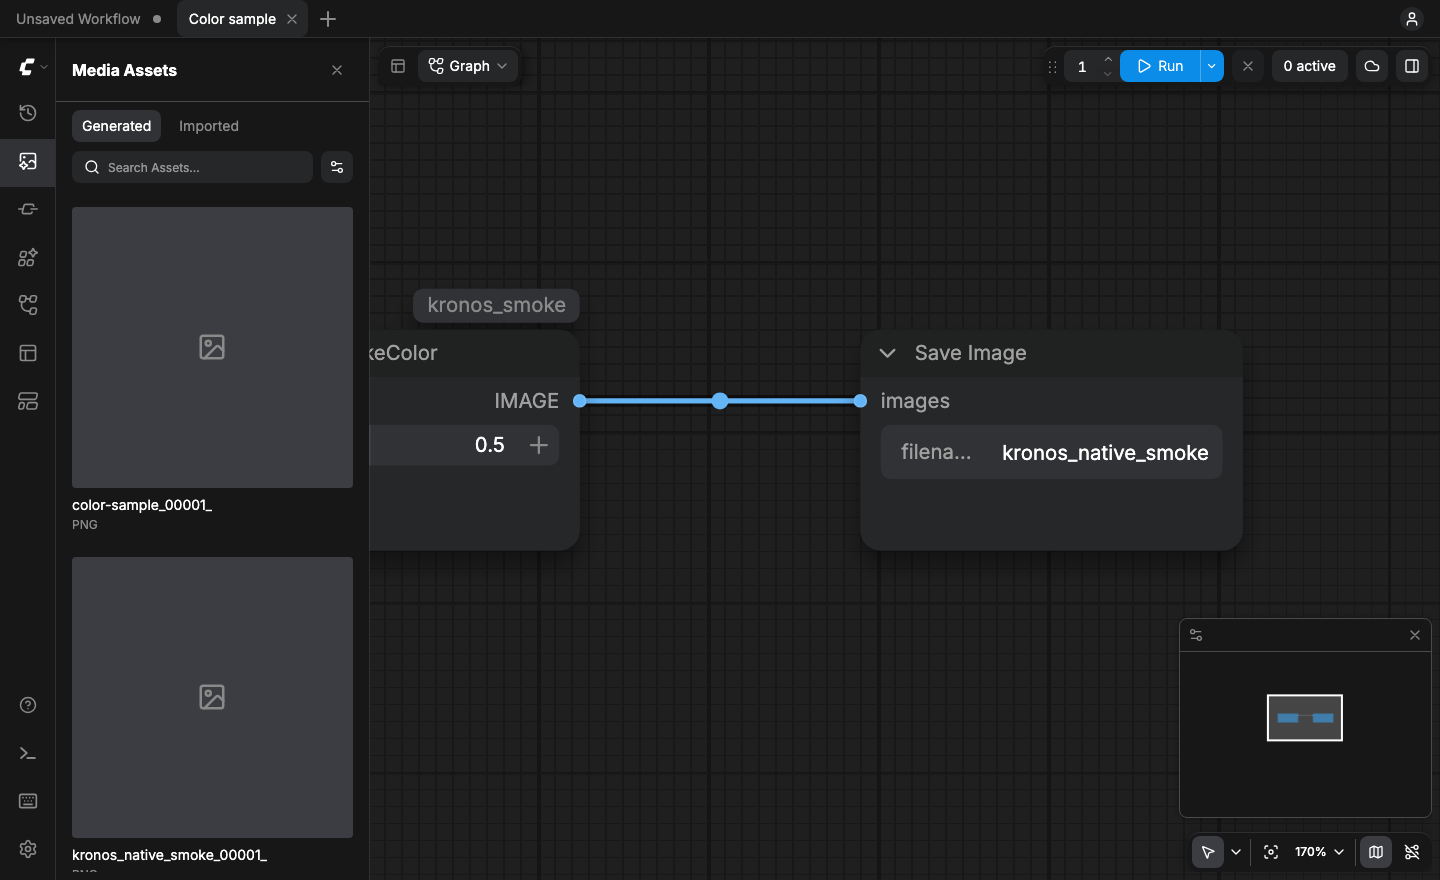 Unsaved Workflow
Color sample
Media Assets
Graph
1
Run
0 active
Generated
Imported
Search Assets...
color-sample_00001_
PNG
kronos_native_smoke_00001_
kronos_smoke
keColor
IMAGE
0.5
Save Image
images
filena...
kronos_native_smoke
170%